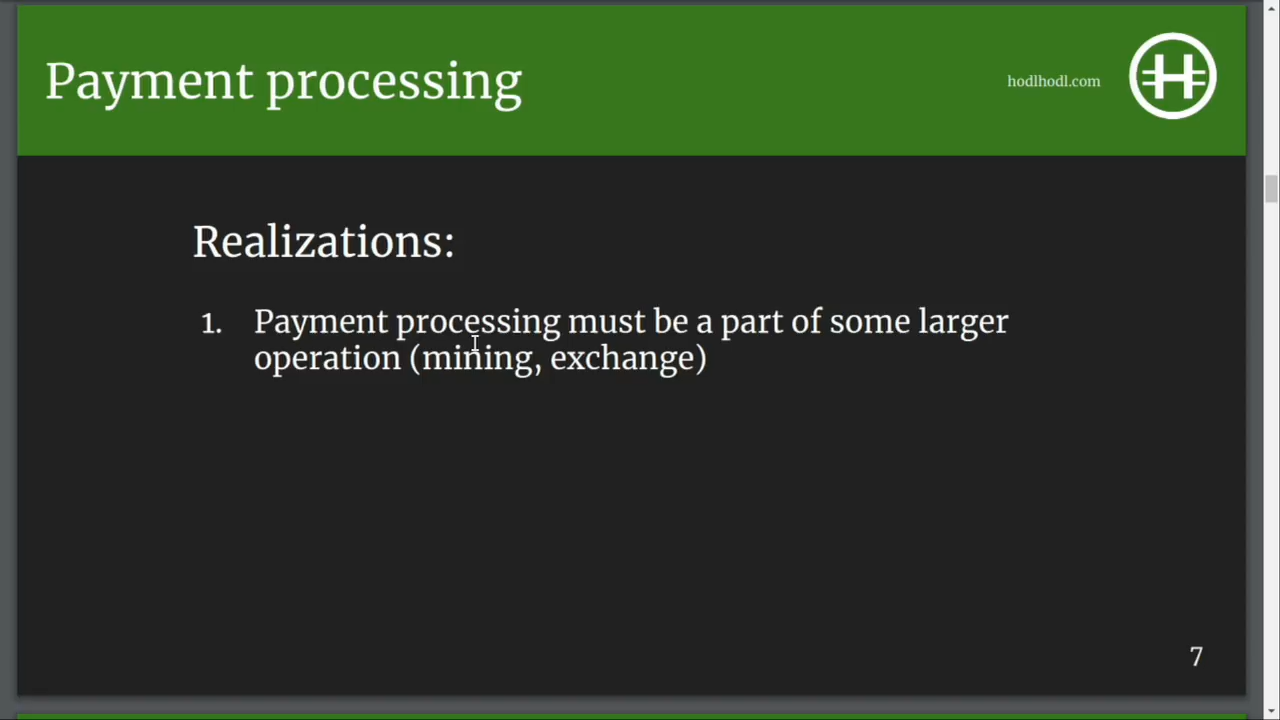 Payment processing
hodlhodl.com
Realizations:
1. Payment processing must be a part of some larger
operation (mining, exchange)
7